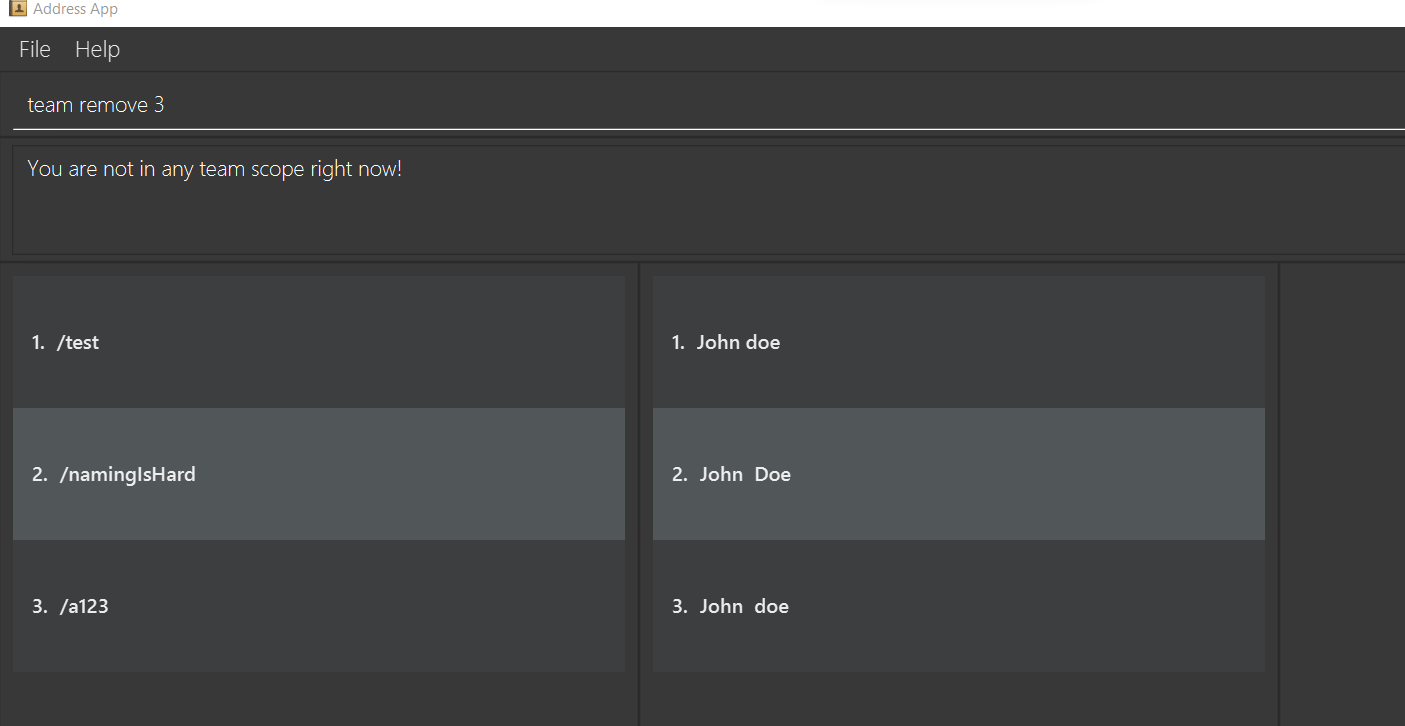 Address App
File Help
team remove 3
You are not in any team scope right now!
1. /test
2. /namingIsHard
3. /a123
1. John doe
2. John  Doe
3. John  doe